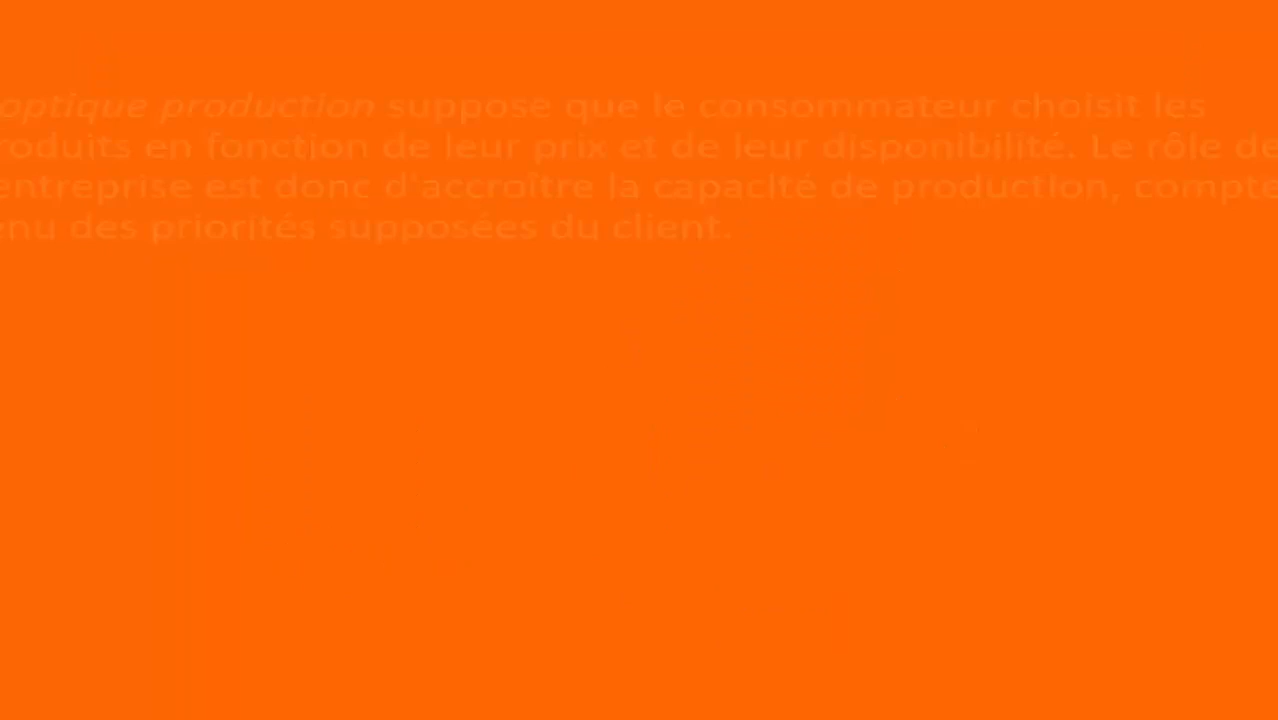 optique production suppose que le consommateur choisit les
roduits en fonction de leur prix et de leur disponibilité. Le rôle de
entreprise est donc d'accroître la capacité de production, compte
enu des priorités supposées du client.